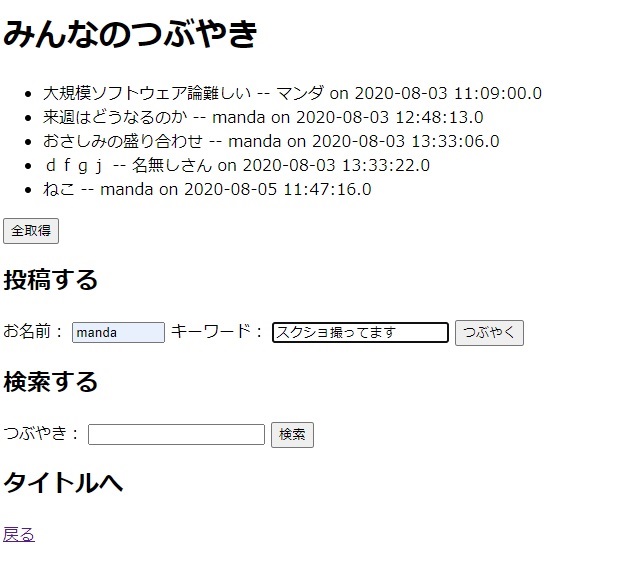 みんなのつぶやき
大規模ソフトウェア論難しい -- マンダ on 2020-08-03 11:09:00.0
来週はどうなるのか -- manda on 2020-08-03 12:48:13.0
おさしみの盛り合わせ -- manda on 2020-08-03 13:33:06.0
ｄｆｇｊ -- 名無しさん on 2020-08-03 13:33:22.0
ねこ -- manda on 2020-08-05 11:47:16.0
全取得
投稿する
お名前： manda キーワード： スクショ撮ってます つぶやく
検索する
つぶやき： 検索
タイトルへ
戻る